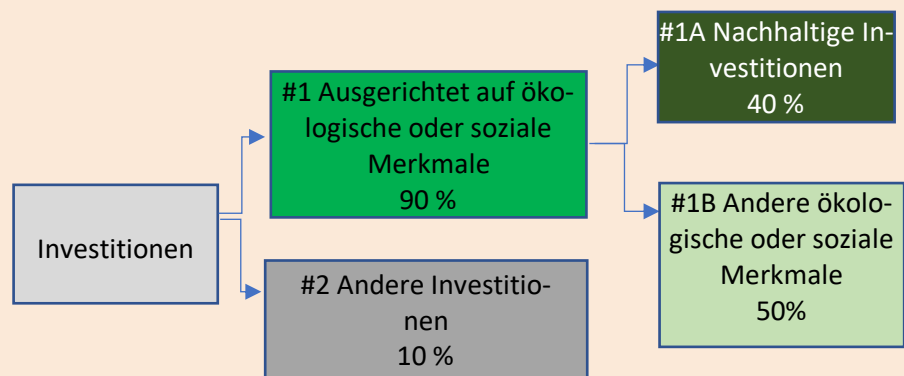 Investitionen
#1 Ausgerichtet auf öko-
logische oder soziale
Merkmale
90 %
#2 Andere Investitio-
nen
10 %
#1A Nachhaltige In-
vestitionen
40 %
#1B Andere ökolo-
gische oder soziale
Merkmale
50%